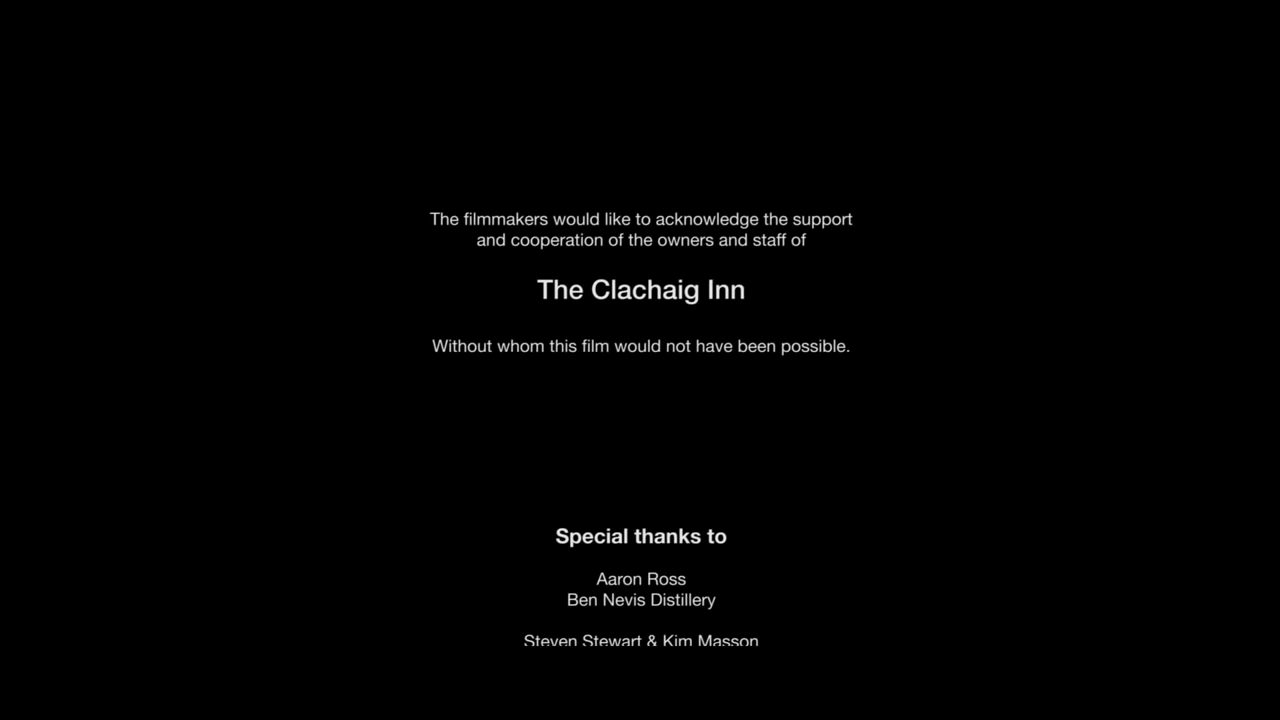 The filmmakers would like to acknowledge the support
and cooperation of the owners and staff of
The Clachaig Inn
Without whom this film would not have been possible.
Special thanks to
Aaron Ross
Ben Nevis Distillery
Steven Stewart & Kim Masson